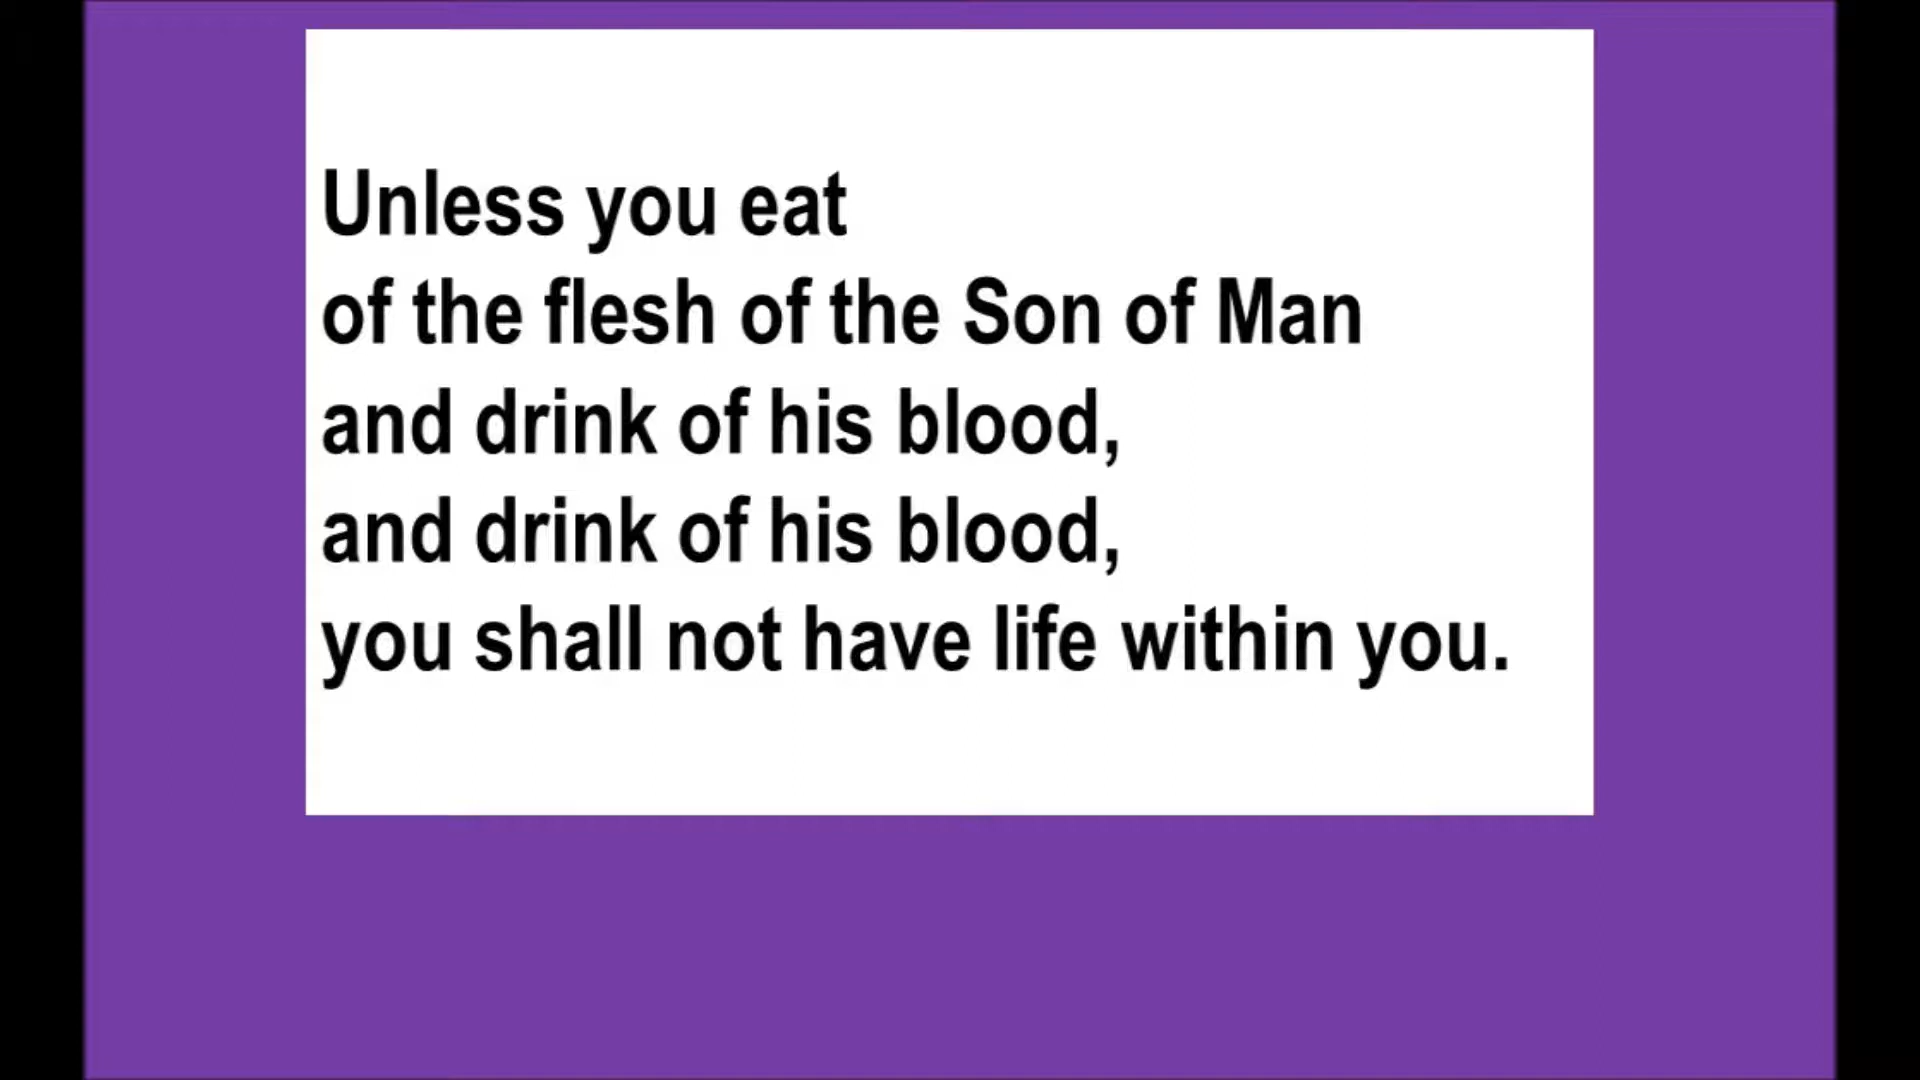 Unless you eat
of the flesh of the Son of Man
and drink of his blood,
and drink of his blood,
you shall not have life within you.